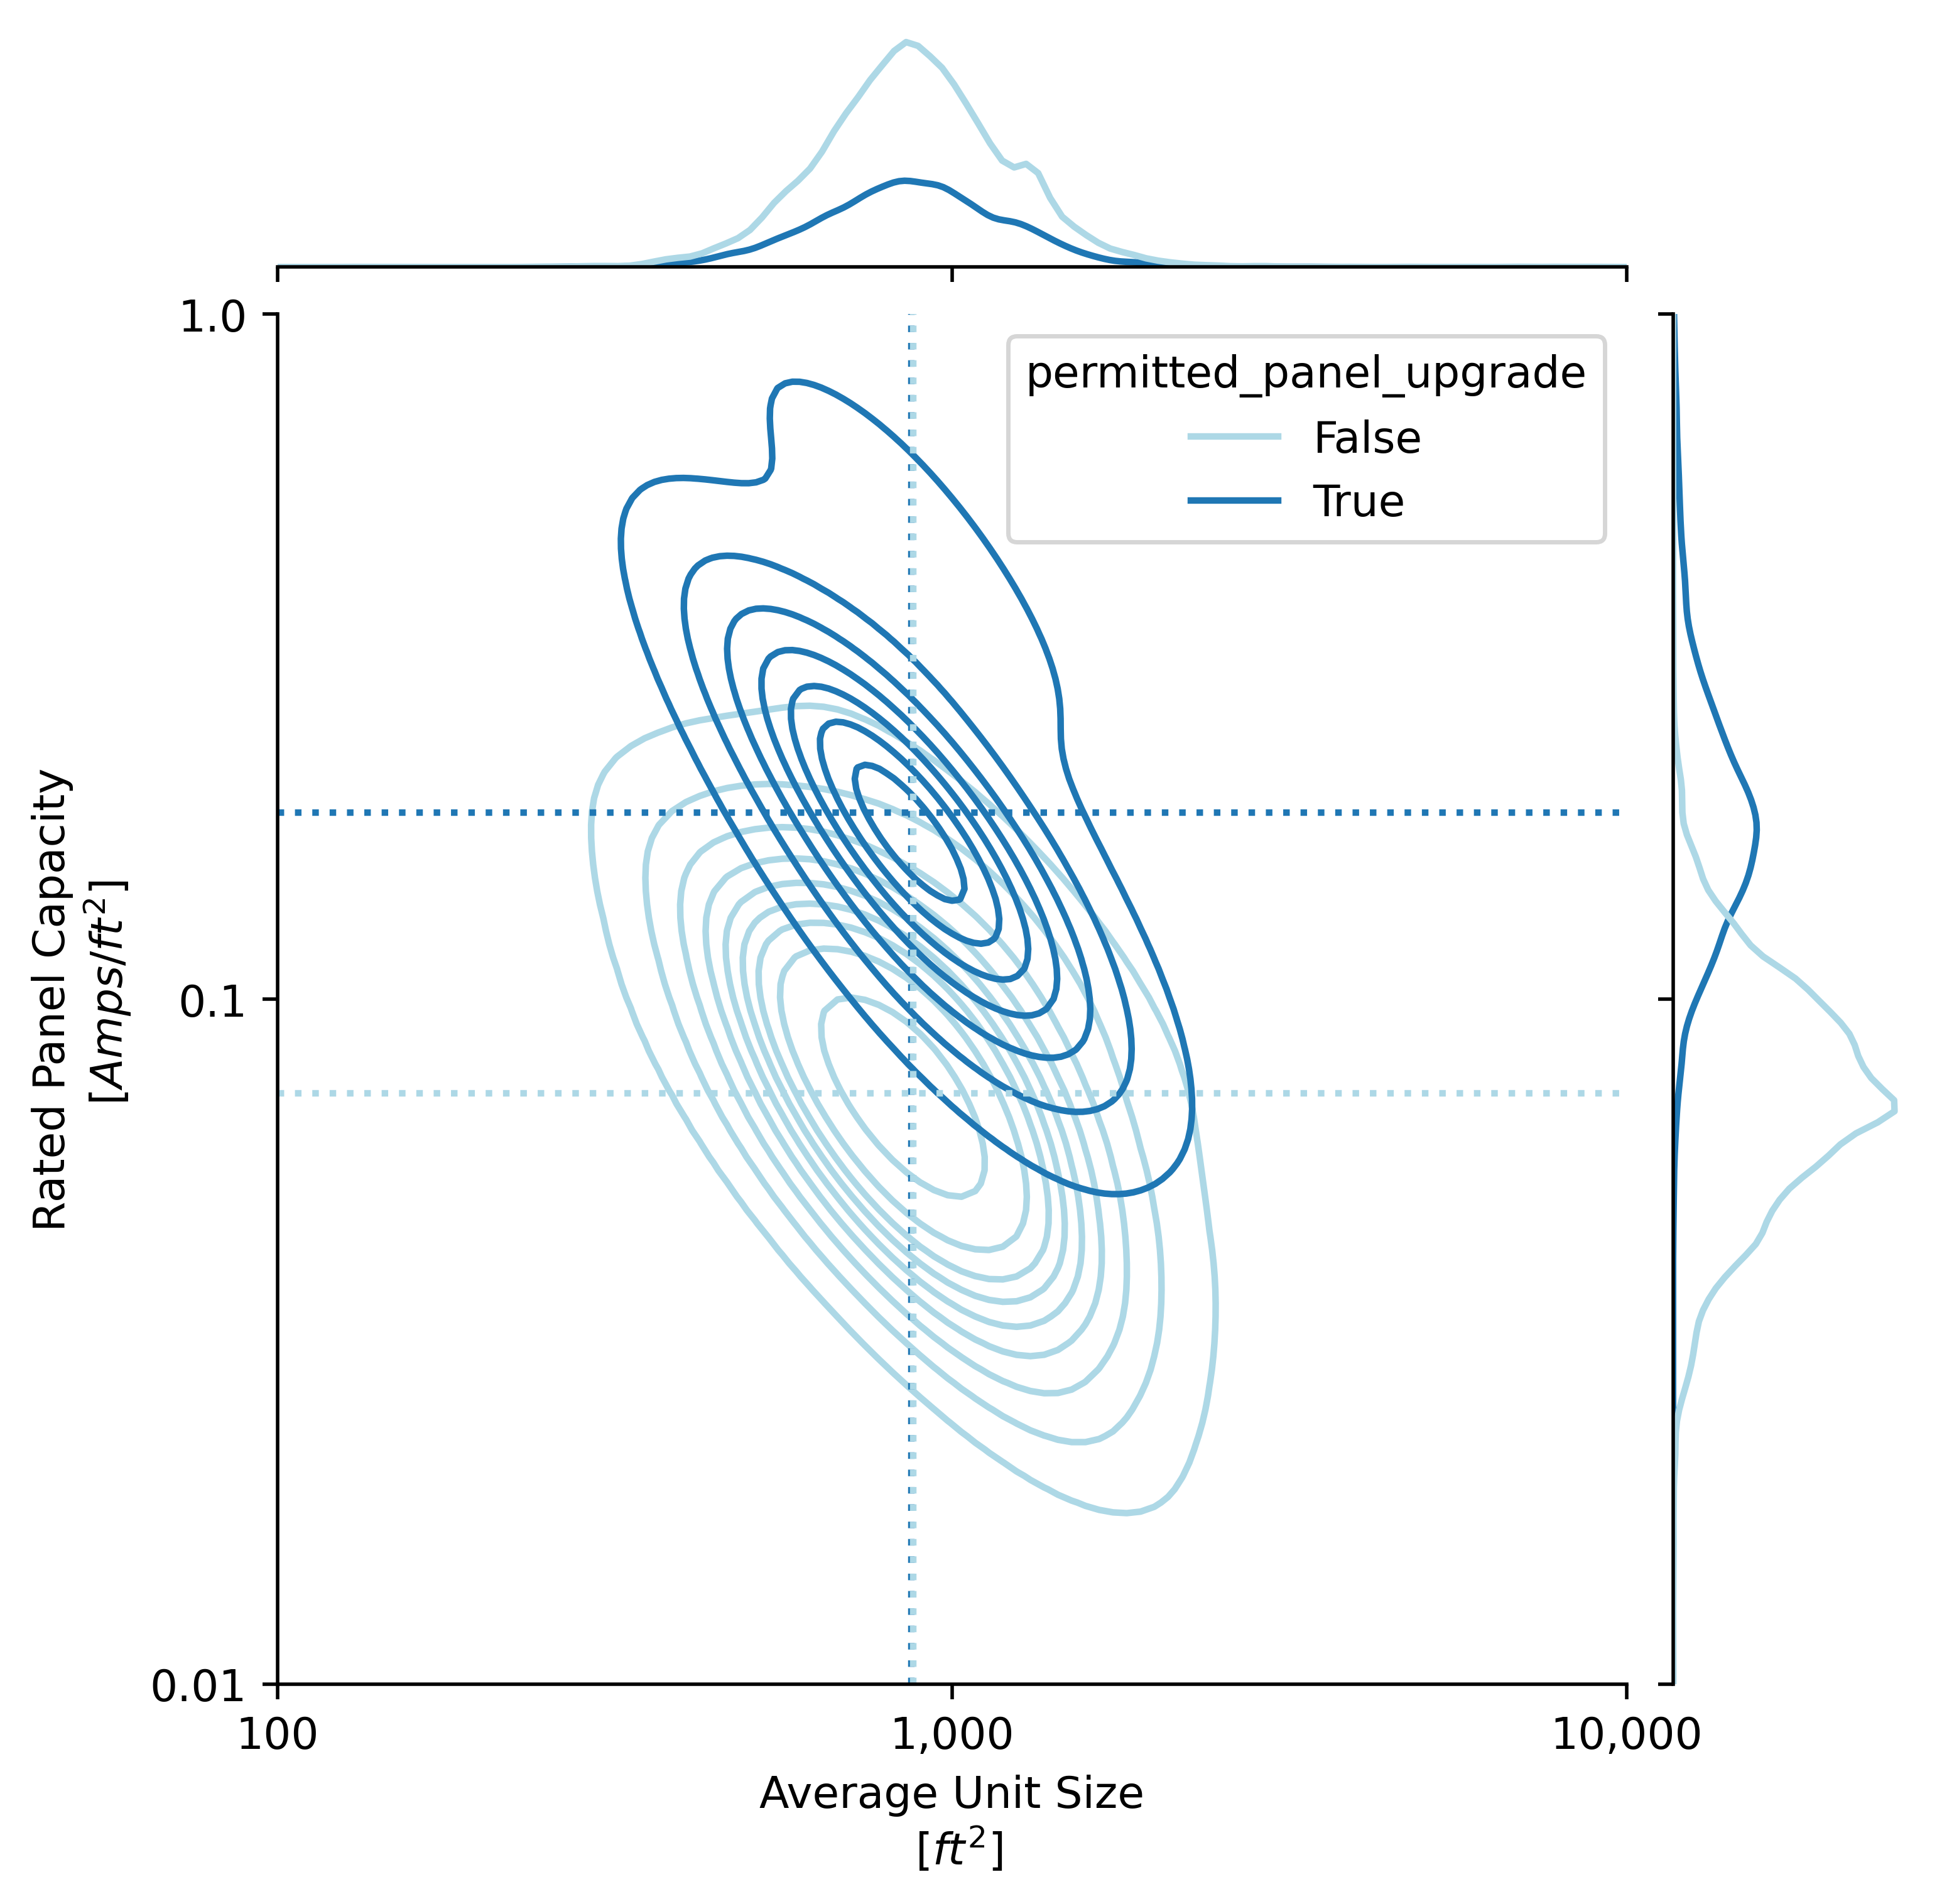 permitted_panel_upgrade
False
True
1.0
0.1
0.01
Rated Panel Capacity
[Amps/ft²]
100
1,000
10,000
Average Unit Size
[ft²]